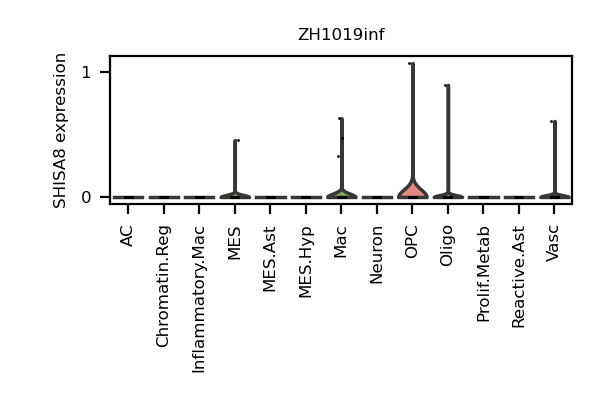 ZH1019inf
SHISA8 expression
1
0
AC
Chromatin.Reg
Inflammatory.Mac
MES
MES.Ast
MES.Hyp
Mac
Neuron
OPC
Oligo
Prolif.Metab
Reactive.Ast
Vasc